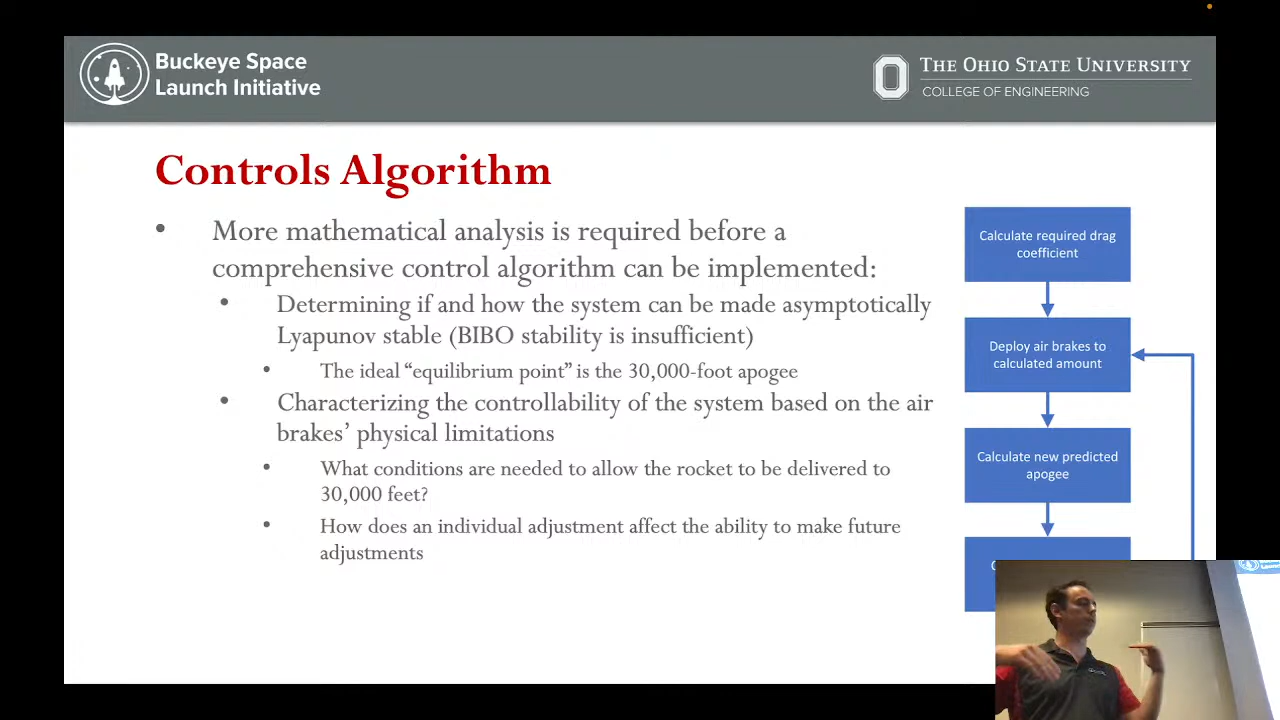 Buckeye Space
Launch Initiative
THE OHIO STATE UNIVERSITY
COLLEGE OF ENGINEERING
Controls Algorithm
• More mathematical analysis is required before a
comprehensive control algorithm can be implemented:
• Determining if and how the system can be made asymptotically
Lyapunov stable (BIBO stability is insufficient)
• The ideal “equilibrium point” is the 30,000-foot apogee
• Characterizing the controllability of the system based on the air
brakes’ physical limitations
• What conditions are needed to allow the rocket to be delivered to
30,000 feet?
• How does an individual adjustment affect the ability to make future
adjustments
Calculate required drag
coefficient
Deploy air brakes to
calculated amount
Calculate new predicted
apogee